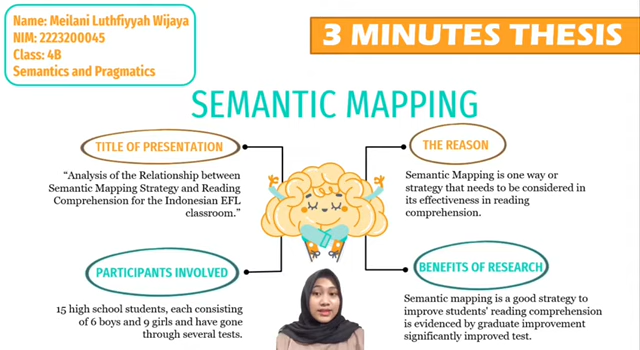 Name: Meilani Luthfiyyah Wijaya
NIM: 2223200045
Class: 4B
Semantics and Pragmatics
3 MINUTES THESIS
SEMANTIC MAPPING
TITLE OF PRESENTATION
“Analysis of the Relationship between
Semantic Mapping Strategy and Reading
Comprehension for the Indonesian EFL
classroom.”
THE REASON
Semantic Mapping is one way or
strategy that needs to be considered in
its effectiveness in reading
comprehension.
PARTICIPANTS INVOLVED
15 high school students, each consisting
of 6 boys and 9 girls and have gone
through several tests.
BENEFITS OF RESEARCH
Semantic mapping is a good strategy to
improve students' reading comprehension
is evidenced by graduate improvement
significantly improved test.